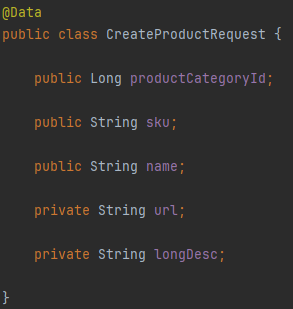 @Data
public class CreateProductRequest {
public Long productCategoryId;
public String sku;
public String name;
private String url;
private String longDesc;
}